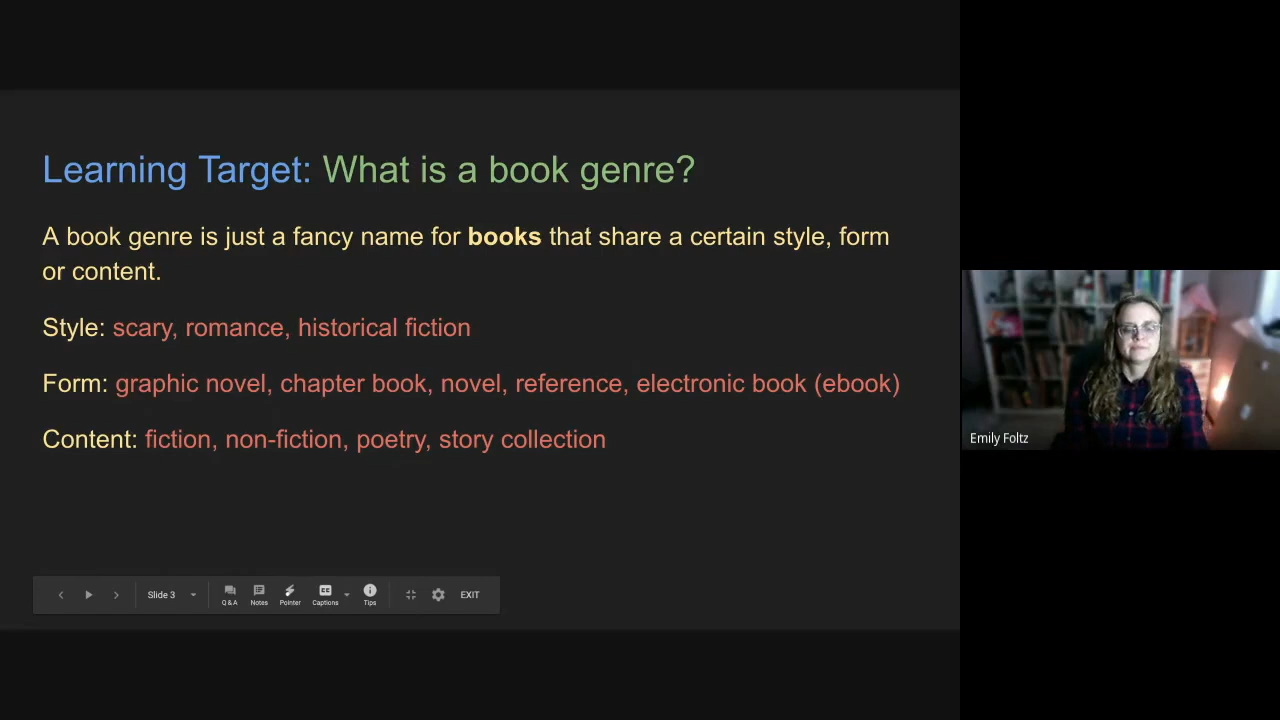 Learning Target: What is a book genre?
A book genre is just a fancy name for books that share a certain style, form
or content.
Style: scary, romance, historical fiction
Form: graphic novel, chapter book, novel, reference, electronic book (ebook)
Content: fiction, non-fiction, poetry, story collection
Emily Foltz
Slide 3
Q&A Notes Pointer CC Captions Tips EXIT